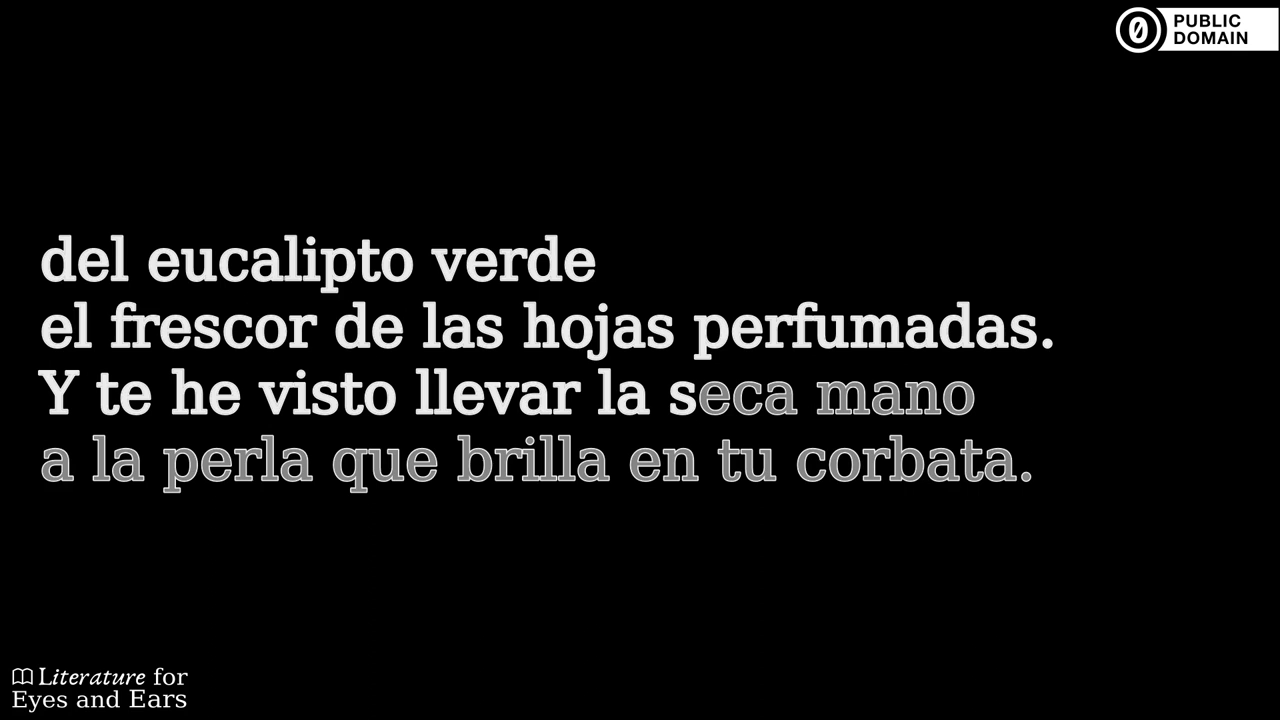 PUBLIC
DOMAIN
del eucalipto verde
el frescor de las hojas perfumadas.
Y te he visto llevar la seca mano
a la perla que brilla en tu corbata.
Literature for
Eyes and Ears